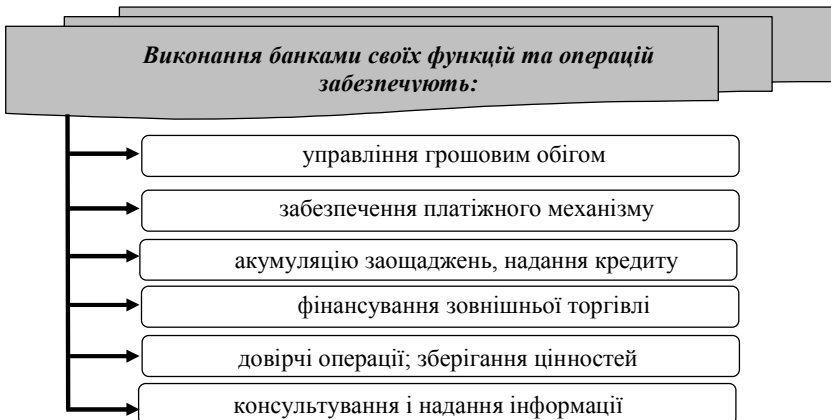 Виконання банками своїх функцій та операцій
забезпечують:
управління грошовим обігом
забезпечення платіжного механізму
акумуляцію заощаджень, надання кредиту
фінансування зовнішньої торгівлі
довірчі операції; зберігання цінностей
консультування і надання інформації